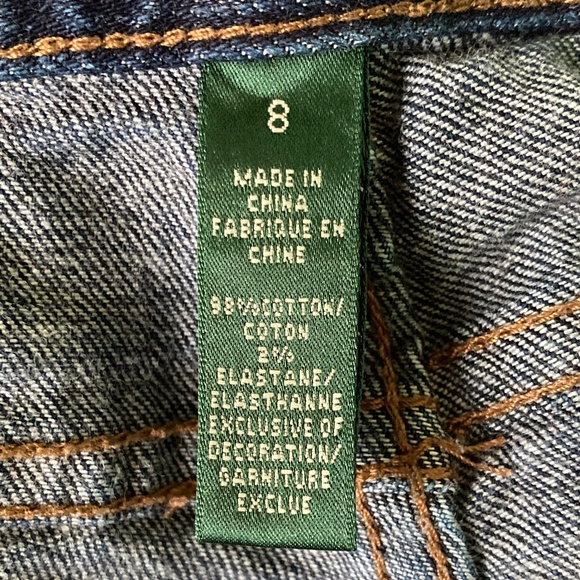 8
MADE IN
CHINA
FABRIQUE EN
CHINE
98%COTTON/
COTON
2%
ELASTANE/
ELASTHANNE
EXCLUSIVE OF
DECORATION/
GARNITURE
EXCLUE